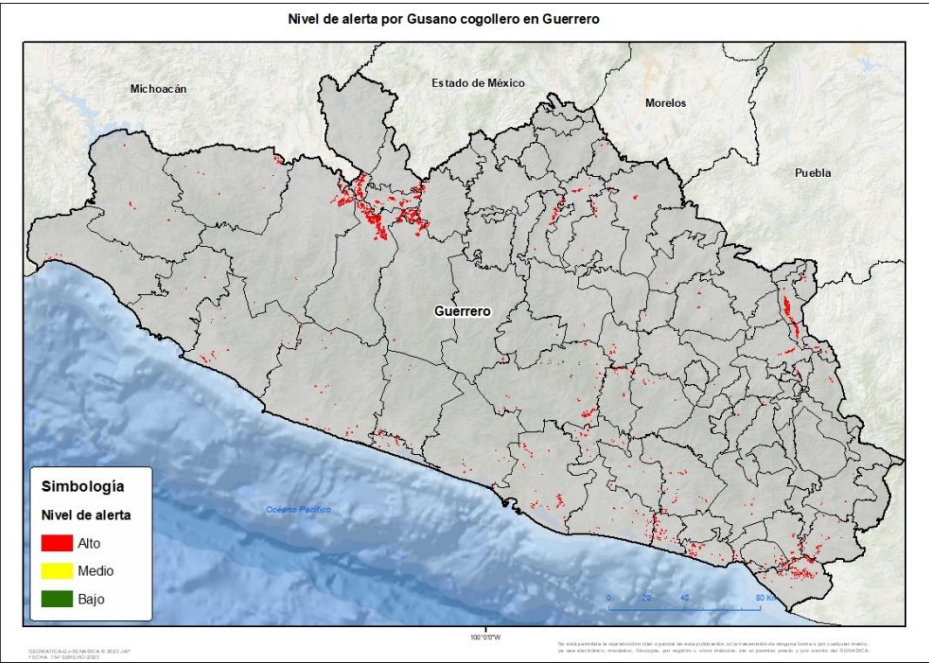 Nivel de alerta por Gusano cogollero en Guerrero
Estado de México
Michoacán
Morelos
Puebla
Guerrero
Simbología
Nivel de alerta
Alto
Medio
Bajo
Océano Pacífico
0 20 40 80 Km
100°0'0"W